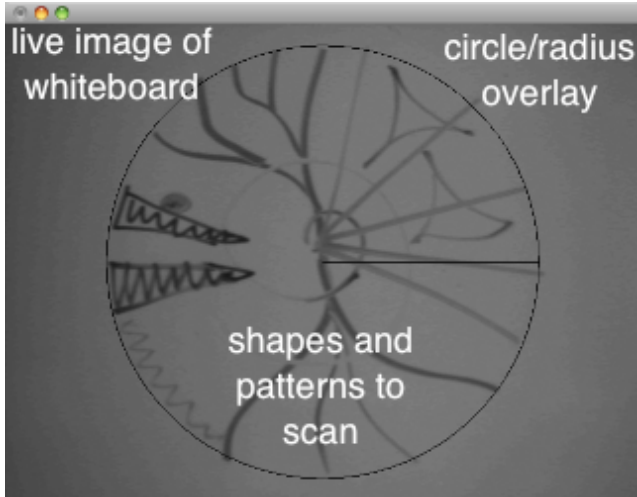 live image of
whiteboard
circle/radius
overlay
shapes and
patterns to
scan